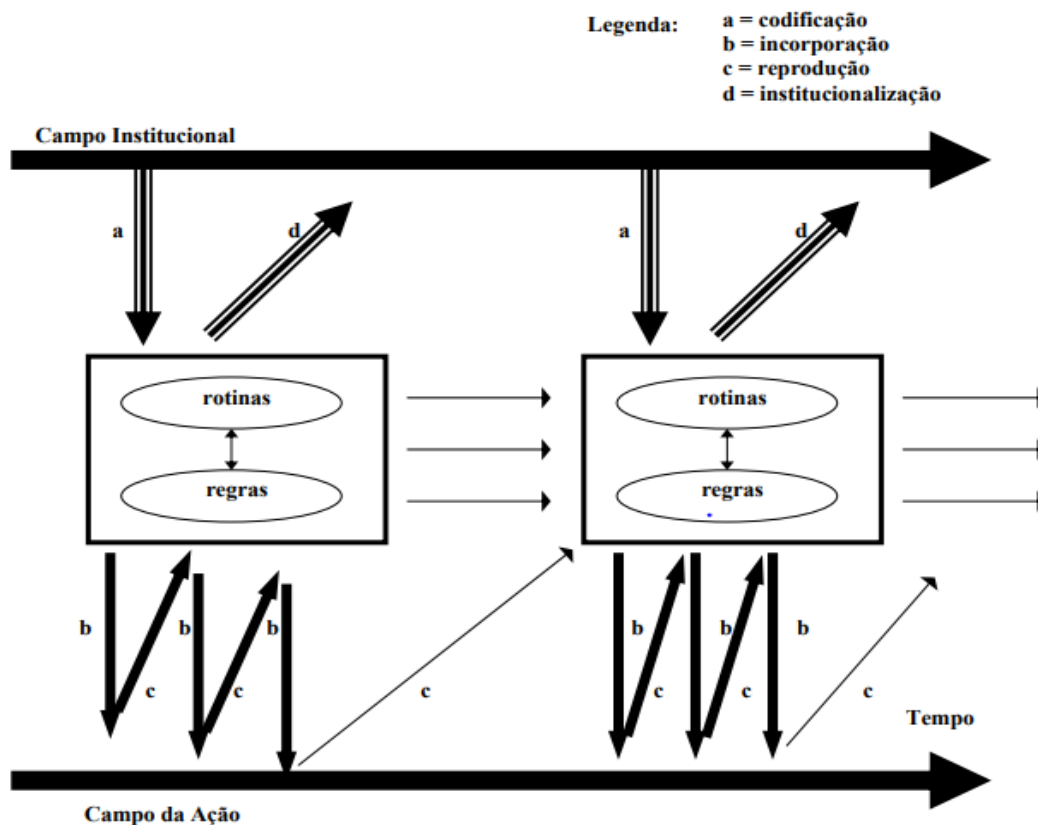 Legenda: a = codificação
b = incorporação
c = reprodução
d = institucionalização
Campo Institucional
a d a d
rotinas rotinas
regras regras
b b b b b b
c c c c c c
Tempo
Campo da Ação